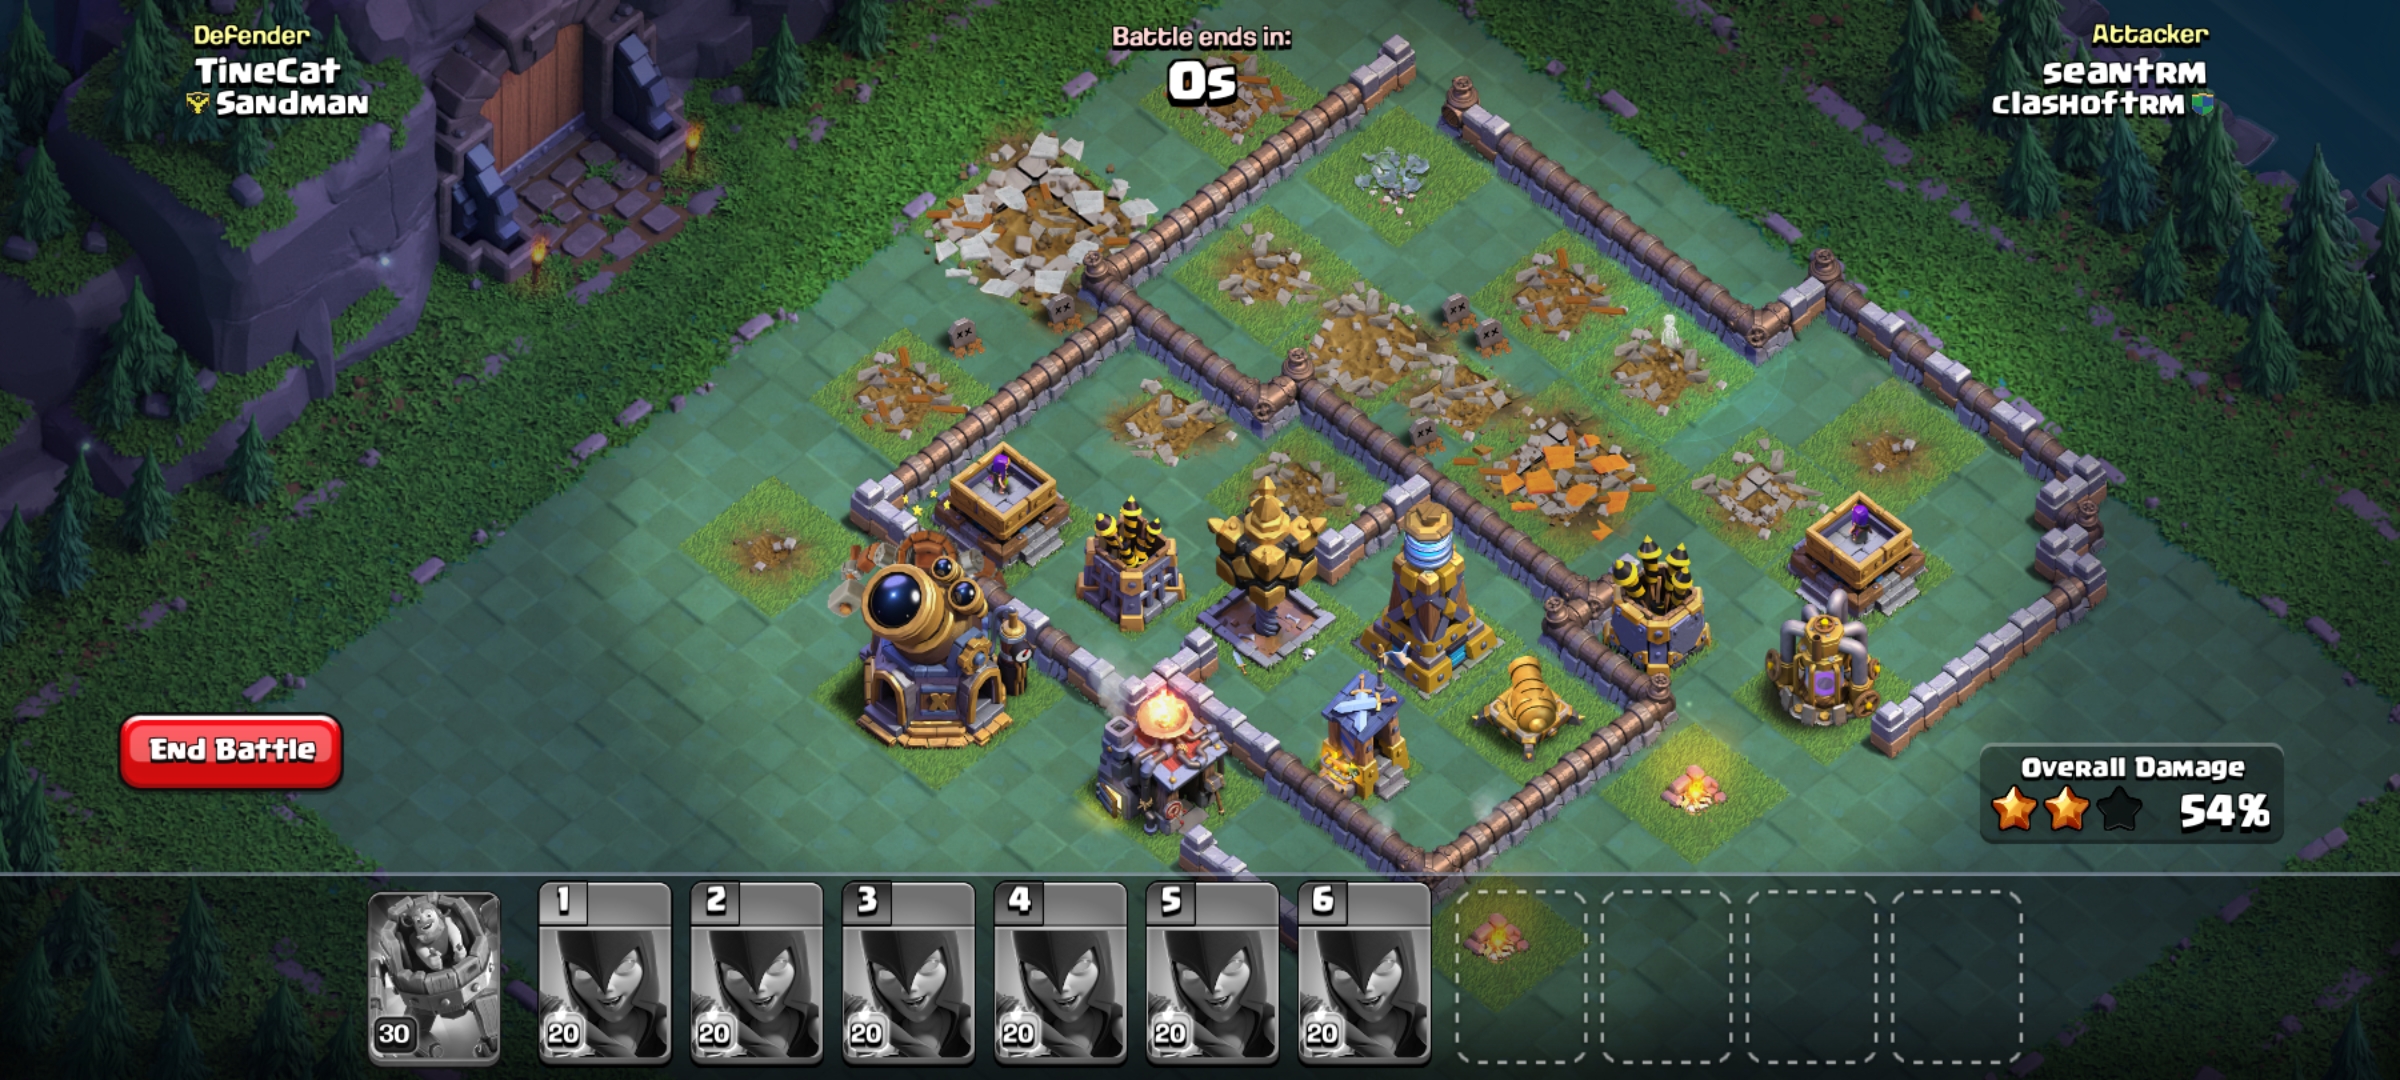 Defender
TineCat
Sandman
Battle ends in:
0s
Attacker
seantRM
clashoftRM
End Battle
Overall Damage
54%
1
2
3
4
5
6
30
20
20
20
20
20
20